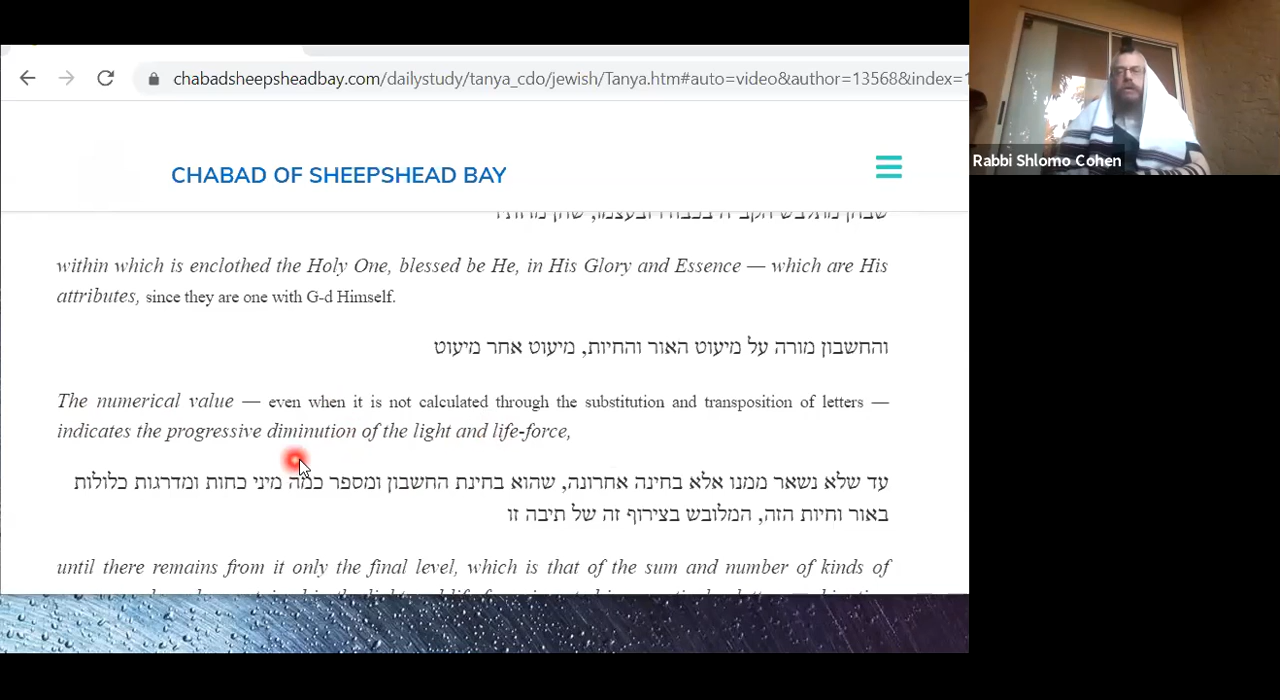 chabadsheepsheadbay.com/dailystudy/tanya_cdo/jewish/Tanya.htm#auto=video&author=13568&index=1
Rabbi Shlomo Cohen
CHABAD OF SHEEPSHEAD BAY
within which is enclothed the Holy One, blessed be He, in His Glory and Essence — which are His
attributes, since they are one with G-d Himself.
והחשבון מורה על מיעוט האור והחיות, מיעוט אחר מיעוט
The numerical value — even when it is not calculated through the substitution and transposition of letters —
indicates the progressive diminution of the light and life-force,
עד שלא נשאר ממנו אלא בחינה אחרונה, שהוא בחינת החשבון ומספר כמה מיני כחות ומדרגות כלולות
באור וחיות הזה, המלובש בצירוף זה של תיבה זו
until there remains from it only the final level, which is that of the sum and number of kinds of